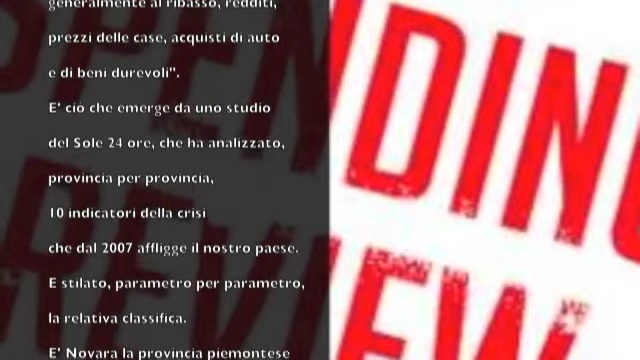 generalmente al ribasso, redditi,
prezzi delle case, acquisti di auto
e di beni durevoli".
E' ciò che emerge da uno studio
del Sole 24 ore, che ha analizzato,
provincia per provincia,
10 indicatori della crisi
che dal 2007 affligge il nostro paese.
E stilato, parametro per parametro,
la relativa classifica.
E' Novara la provincia piemontese
SPENDING
REVIEW